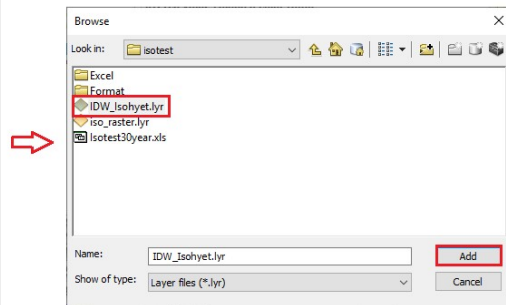 Browse
Look in: isotest
Excel
Format
IDW_Isohyet.lyr
iso_raster.lyr
Isotest30year.xls
Name: IDW_Isohyet.lyr Add
Show of type: Layer files (*.lyr) Cancel